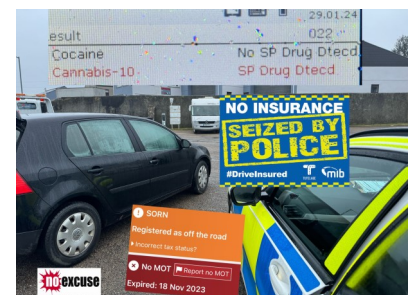 29.01.24
esult 022
Cocaine No SP Drug Dtecd
Cannabis-10 SP Drug Dtecd
NO INSURANCE
SEIZED BY
POLICE
#DriveInsured
mib
SORN
Registered as off the road
Incorrect tax status?
No MOT Report no MOT
Expired: 18 Nov 2023
noexcuse